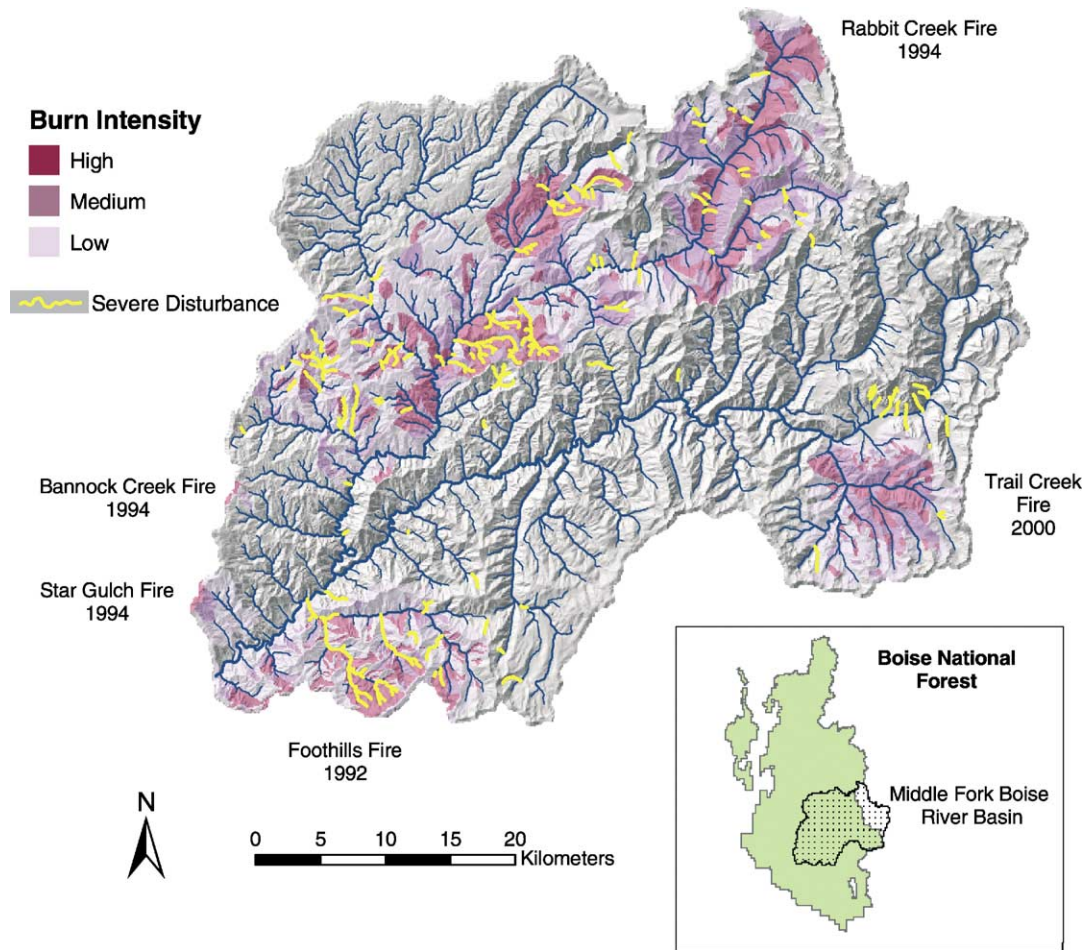 Rabbit Creek Fire
1994
Burn Intensity
High
Medium
Low
Severe Disturbance
Bannock Creek Fire
1994
Trail Creek
Fire
2000
Star Gulch Fire
1994
Boise National
Forest
Foothills Fire
1992
Middle Fork Boise
River Basin
N
0 5 10 15 20
Kilometers